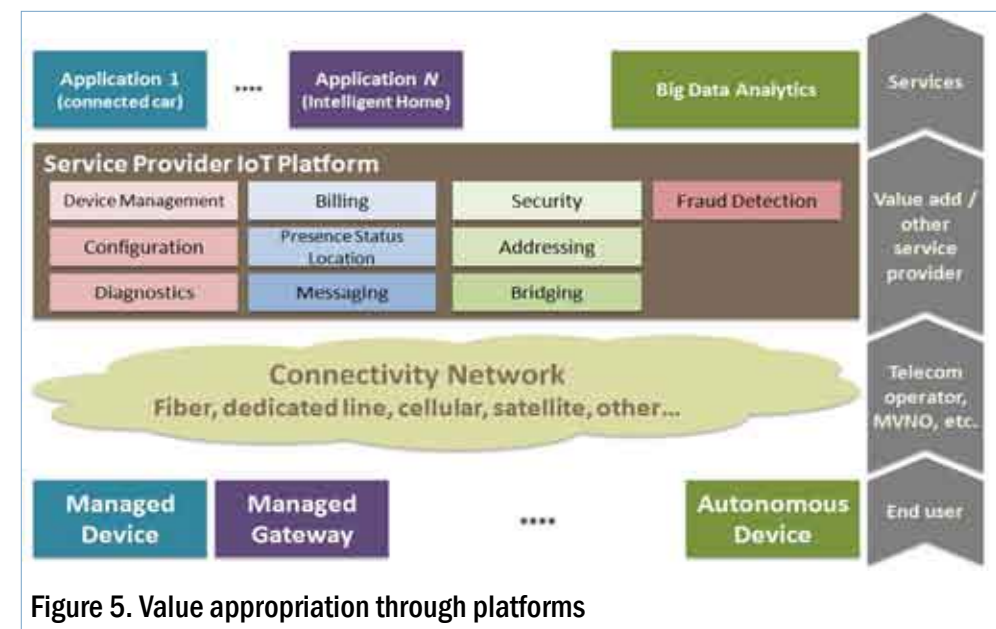 Application 1
(connected car)
....
Application N
(Intelligent Home)
Big Data Analytics
Services
Service Provider IoT Platform
Device Management
Billing
Security
Fraud Detection
Configuration
Presence Status
Location
Addressing
Diagnostics
Messaging
Bridging
Value add /
other
service
provider
Connectivity Network
Fiber, dedicated line, cellular, satellite, other...
Telecom
operator,
MVNO, etc.
Managed
Device
Managed
Gateway
....
Autonomous
Device
End user
Figure 5. Value appropriation through platforms